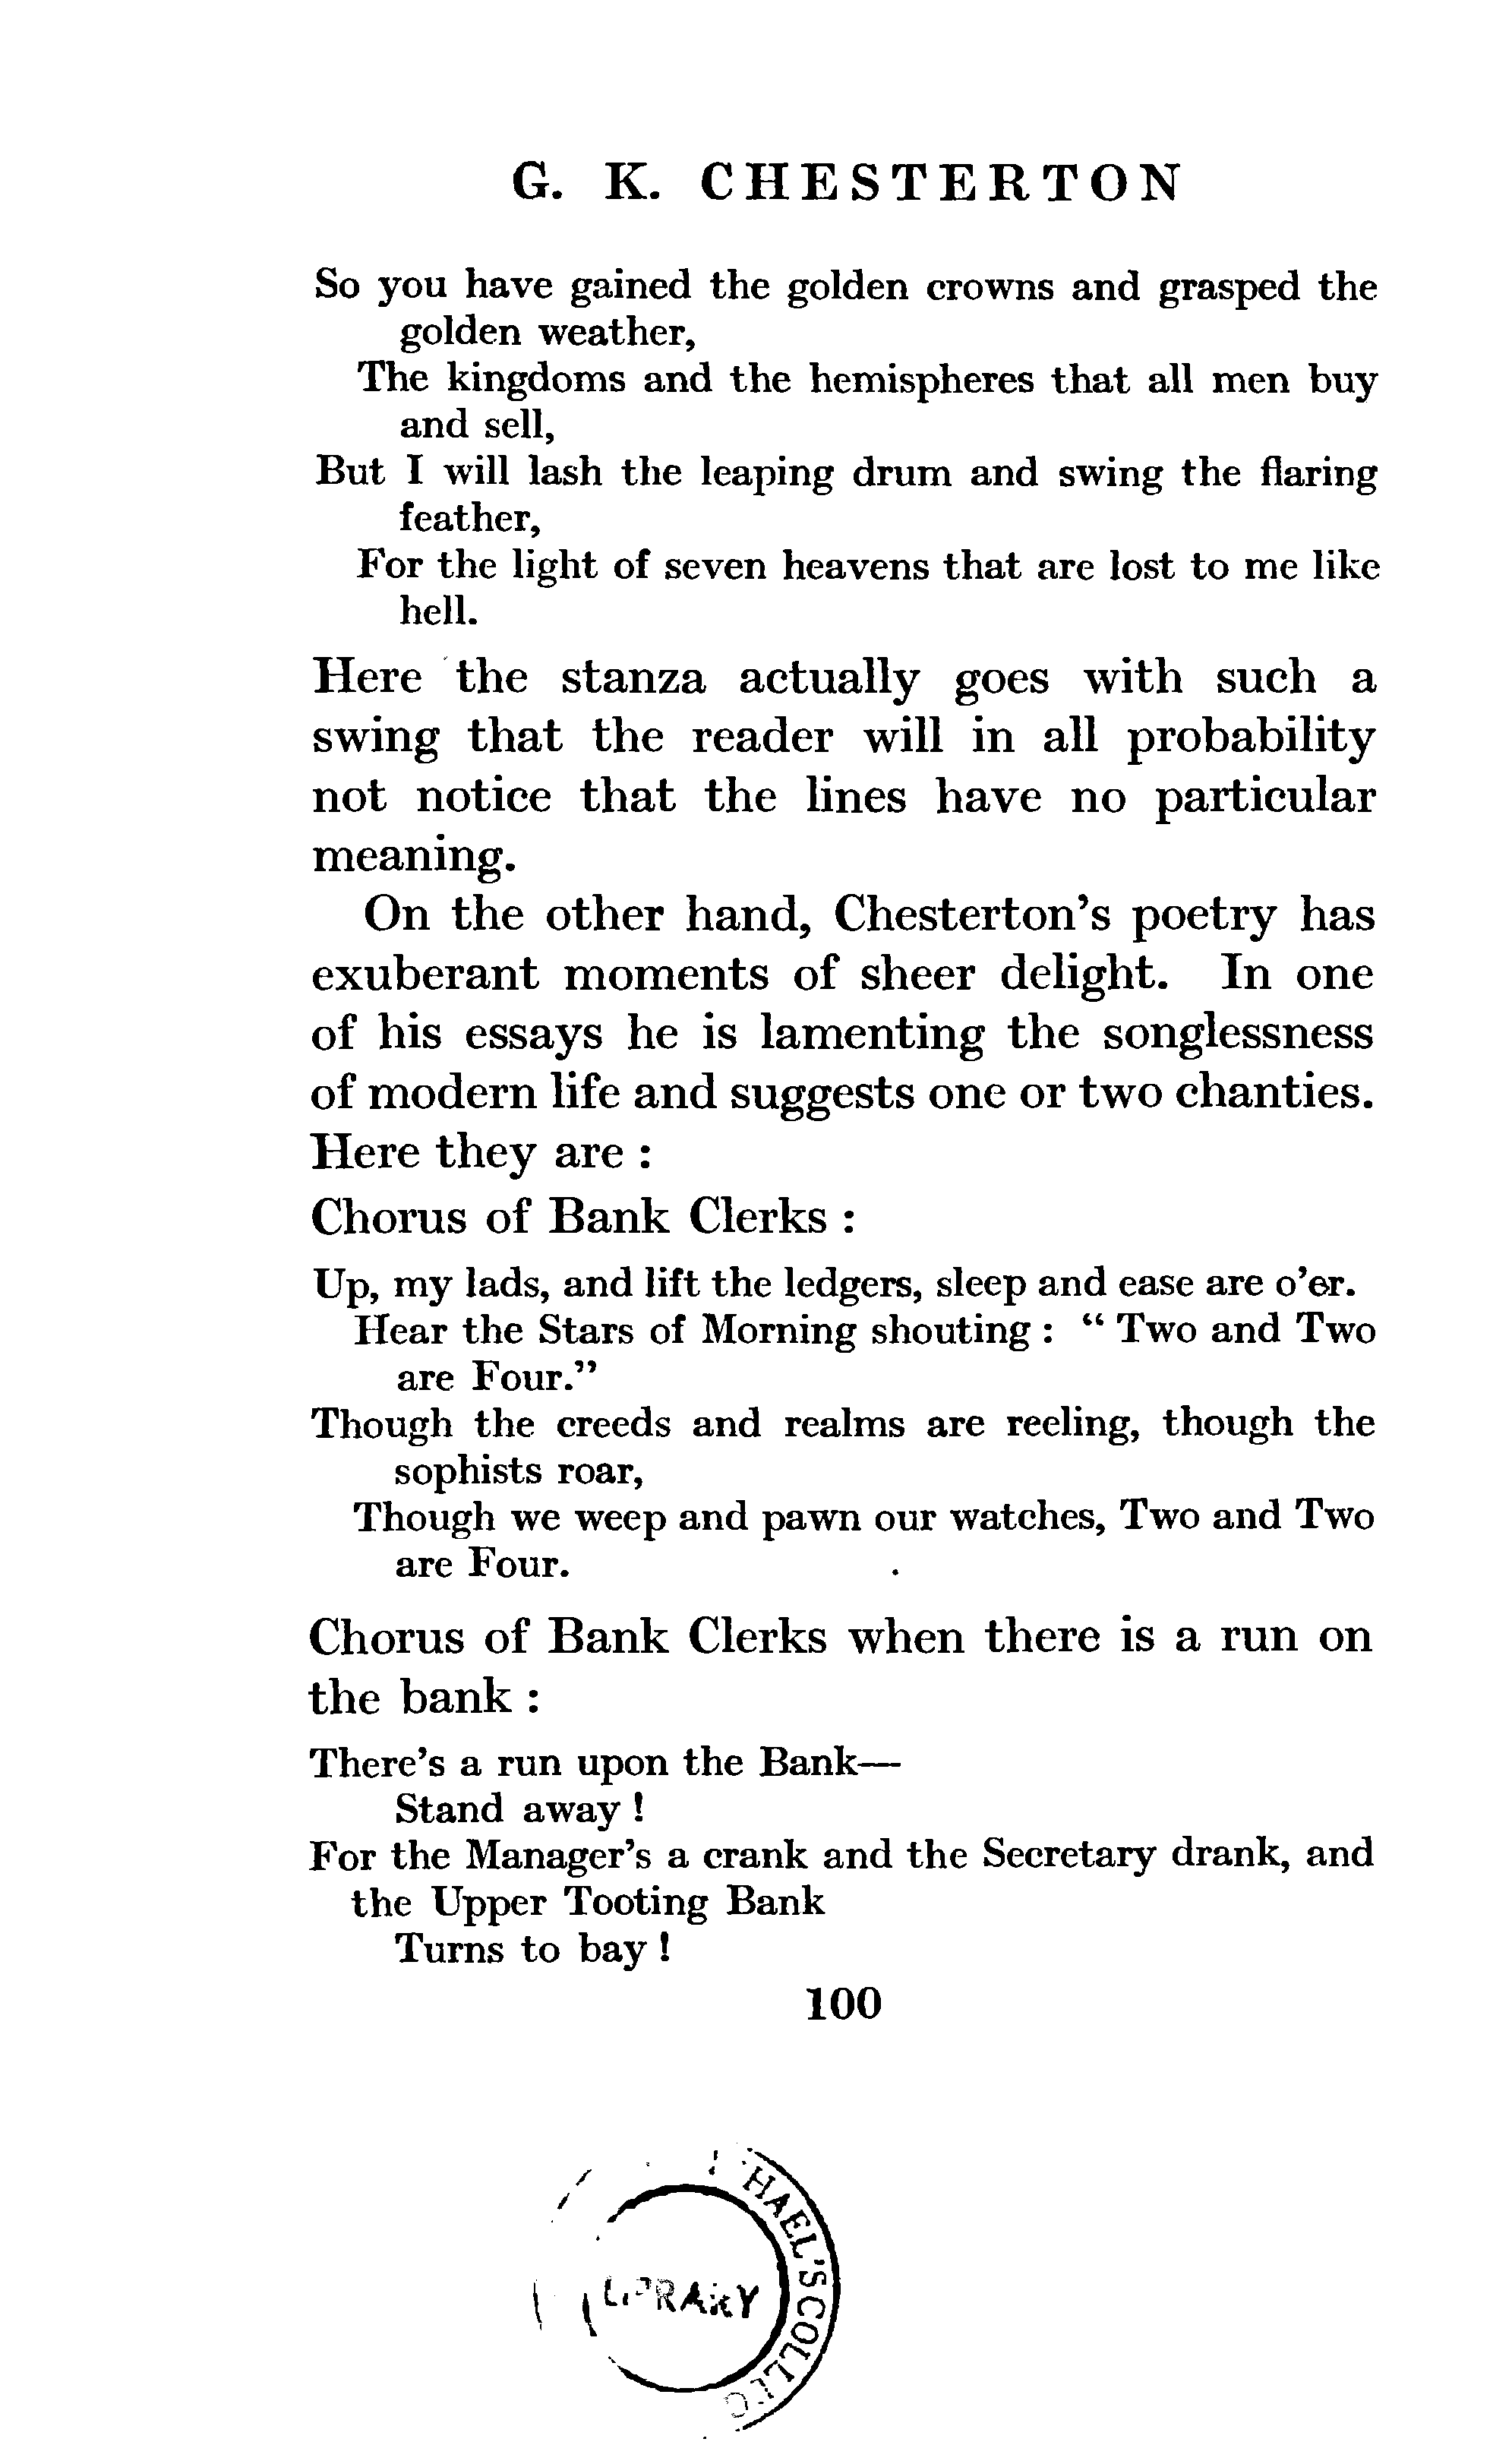 G. K. CHESTERTON
So you have gained the golden crowns and grasped the
golden weather,
The kingdoms and the hemispheres that all men buy
and sell,
But I will lash the leaping drum and swing the flaring
feather,
For the light of seven heavens that are lost to me like
hell.
Here the stanza actually goes with such a
swing that the reader will in all probability
not notice that the lines have no particular
meaning.
On the other hand, Chesterton's poetry has
exuberant moments of sheer delight. In one
of his essays he is lamenting the songlessness
of modern life and suggests one or two chanties.
Here they are :
Chorus of Bank Clerks :
Up, my lads, and lift the ledgers, sleep and ease are o'er.
Hear the Stars of Morning shouting : " Two and Two
are Four."
Though the creeds and realms are reeling, though the
sophists roar,
Though we weep and pawn our watches, Two and Two
are Four.
Chorus of Bank Clerks when there is a run on
the bank :
There's a run upon the Bank—
Stand away !
For the Manager's a crank and the Secretary drank, and
the Upper Tooting Bank
Turns to bay !
100
LIBRARY